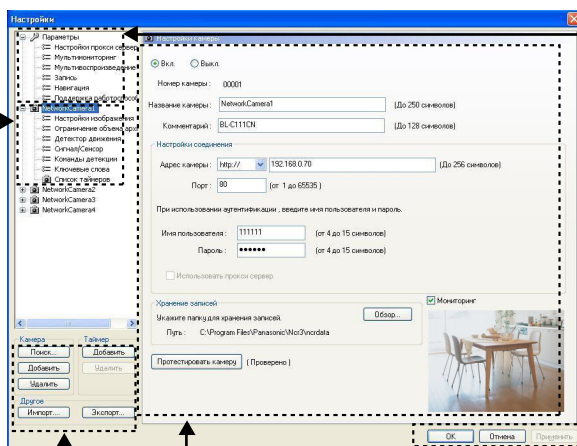 Настройки
Параметры
Настройки прокси сервер
Мультимониторинг
Мультивоспроизведение
Запись
Навигация
Поддержка работоспособ
NetworkCamera1
Настройки изображения
Ограничение объема архи
Детектор движения
Сигнал/Сенсор
Команды детекции
Ключевые слова
Список таймеров
NetworkCamera2
NetworkCamera3
NetworkCamera4
Камера
Таймер
Поиск...
Добавить
Добавить
Удалить
Удалить
Другое
Импорт...
Экспорт...
Настройки камеры
Вкл. Выкл.
Номер камеры: 00001
Название камеры: NetworkCamera1 (До 250 символов)
Комментарий: BL-C111CN (До 128 символов)
Настройки соединения
Адрес камеры: http:// 192.168.0.70 (До 256 символов)
Порт: 80 (от 1 до 65535)
При использовании аутентификации, введите имя пользователя и пароль.
Имя пользователя: 111111 (от 4 до 15 символов)
Пароль: •••••• (от 4 до 15 символов)
Использовать прокси сервер.
Хранение записей
Укажите папку для хранения записей.
Обзор...
Путь: C:\Program Files\Panasonic\Ncr3\ncrdata
Мониторинг
Протестировать камеру (Проверено)
OK Отмена Применить